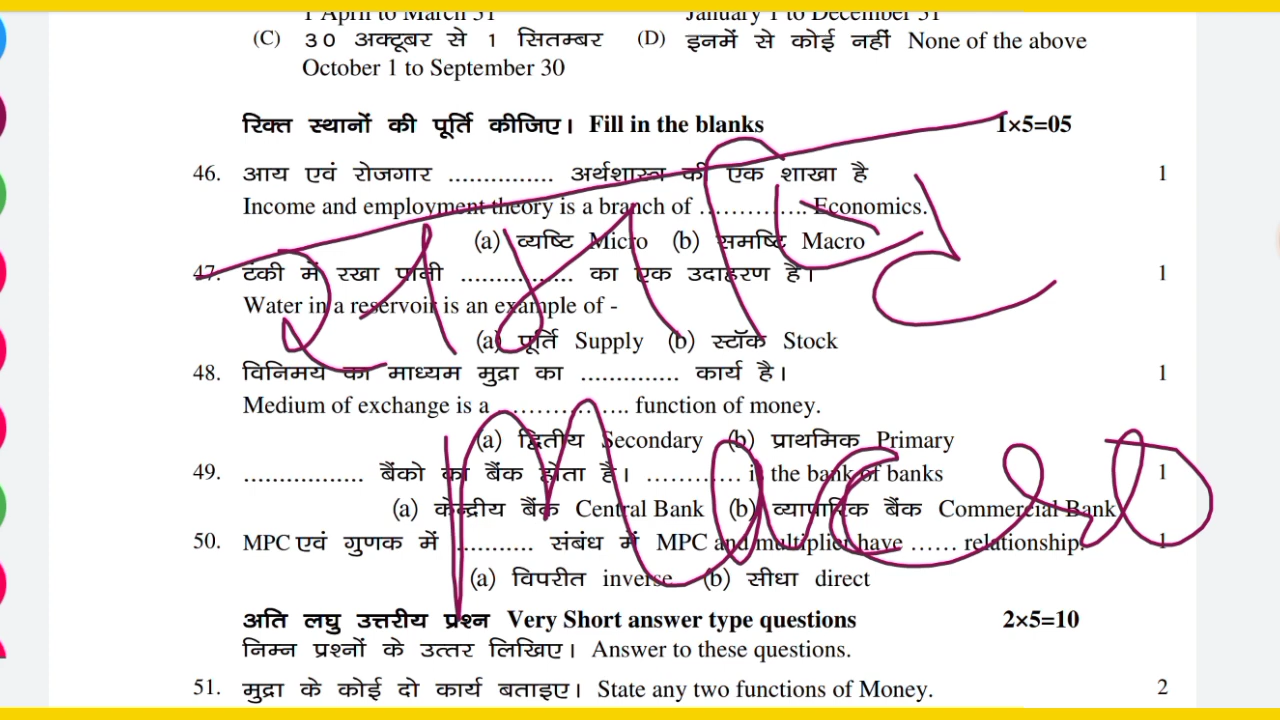 1 April to March 31 January 1 to December 31
(C) 30 अक्टूबर से 1 सितम्बर (D) इनमें से कोई नहीं None of the above
October 1 to September 30
रिक्त स्थानों की पूर्ति कीजिए। Fill in the blanks 1×5=05
46. आय एवं रोजगार ............... अर्थशास्त्र की एक शाखा है 1
Income and employment theory is a branch of ………….. Economics.
(a) व्यष्टि Micro (b) समष्टि Macro
47. टंकी में रखा पानी ................ का एक उदाहरण है। 1
Water in a reservoir is an example of -
(a) पूर्ति Supply (b) स्टॉक Stock
48. विनिमय का माध्यम मुद्रा का .............. कार्य है। 1
Medium of exchange is a ………………. function of money.
(a) द्वितीय Secondary (b) प्राथमिक Primary
49. ................. बैंको का बैंक होता है। ………… is the bank of banks 1
(a) केन्द्रीय बैंक Central Bank (b) व्यापारिक बैंक Commercial Bank
50. MPC एवं गुणक में ........... संबंध में MPC and multiplier have …… relationship. 1
(a) विपरीत inverse (b) सीधा direct
समष्टि
Macro
अति लघु उत्तरीय प्रश्न Very Short answer type questions 2×5=10
निम्न प्रश्नों के उत्तर लिखिए। Answer to these questions.
51. मुद्रा के कोई दो कार्य बताइए। State any two functions of Money. 2